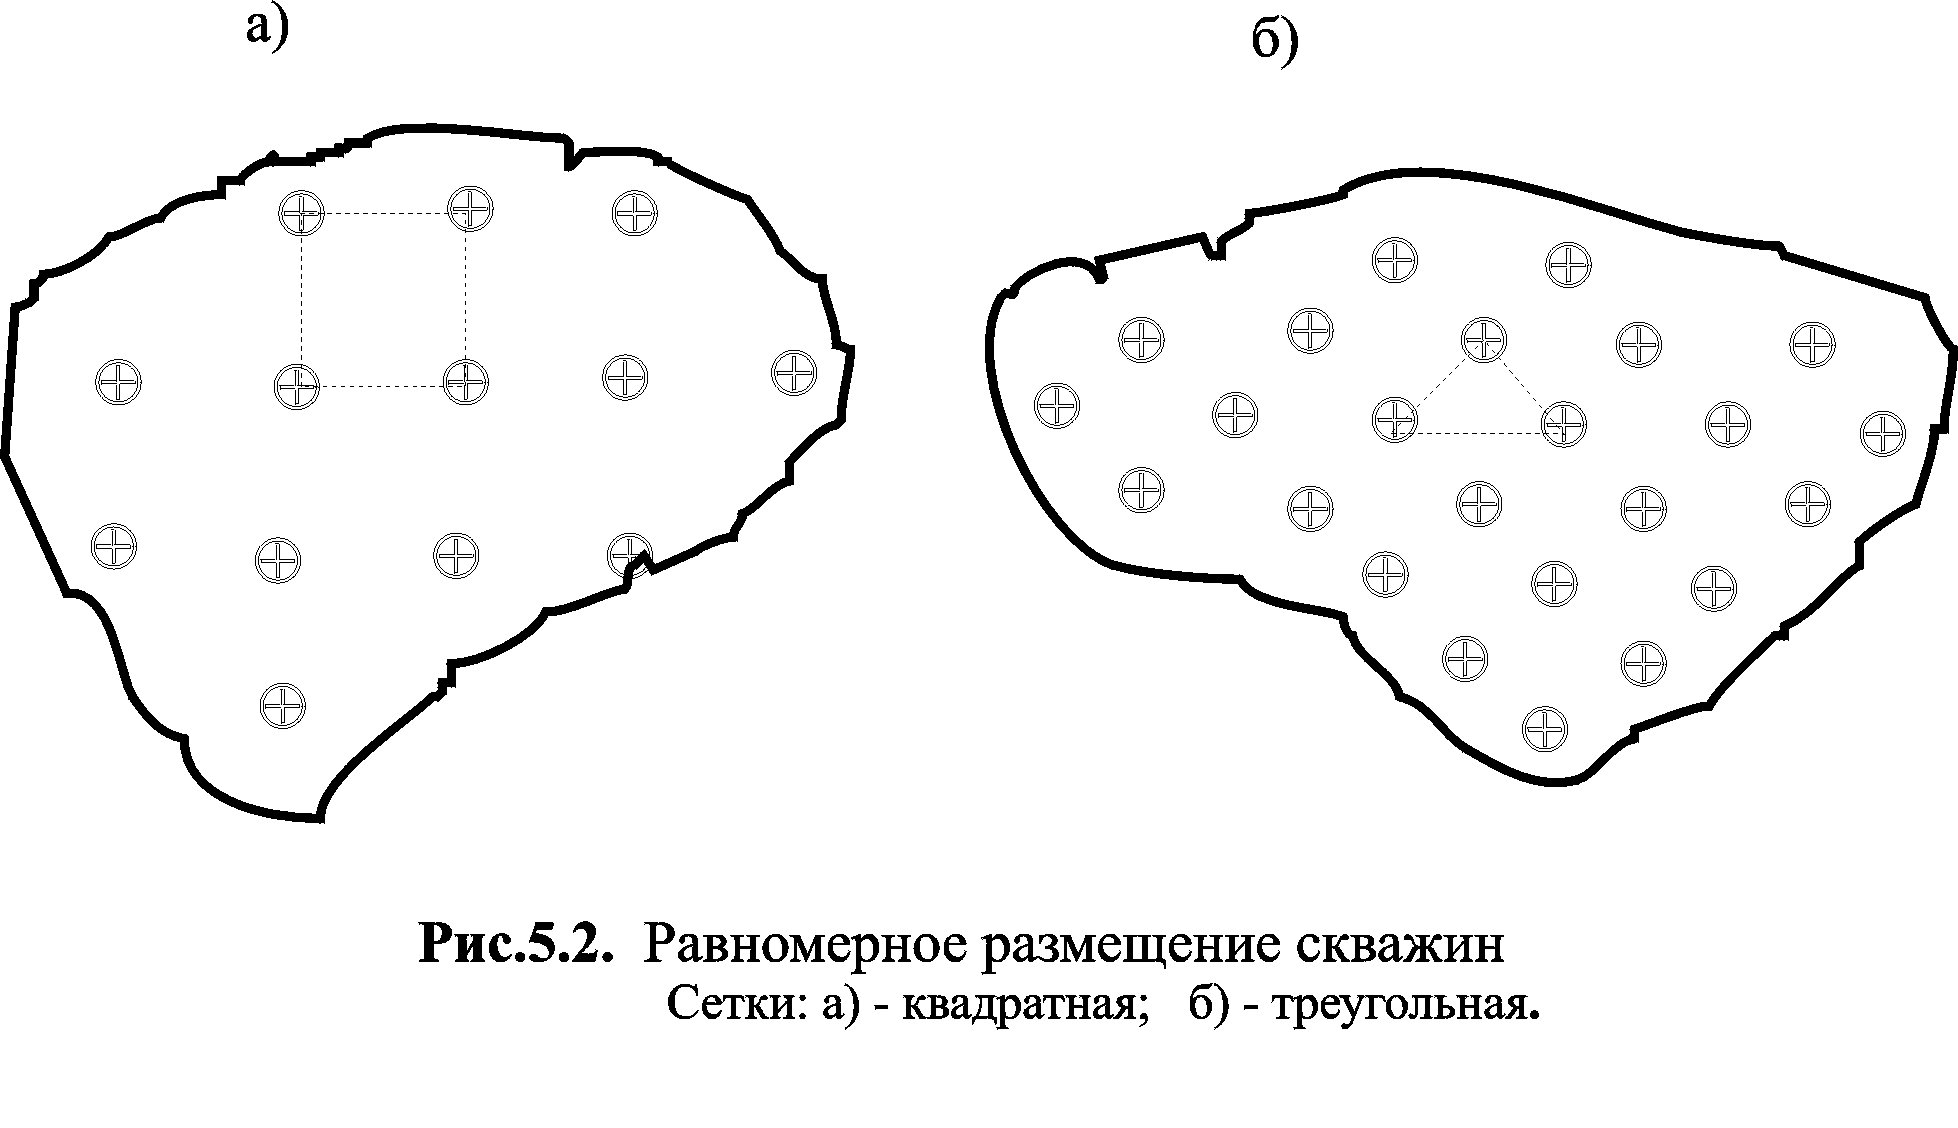 а)
б)
Рис.5.2. Равномерное размещение скважин
Сетки: а) - квадратная; б) - треугольная.